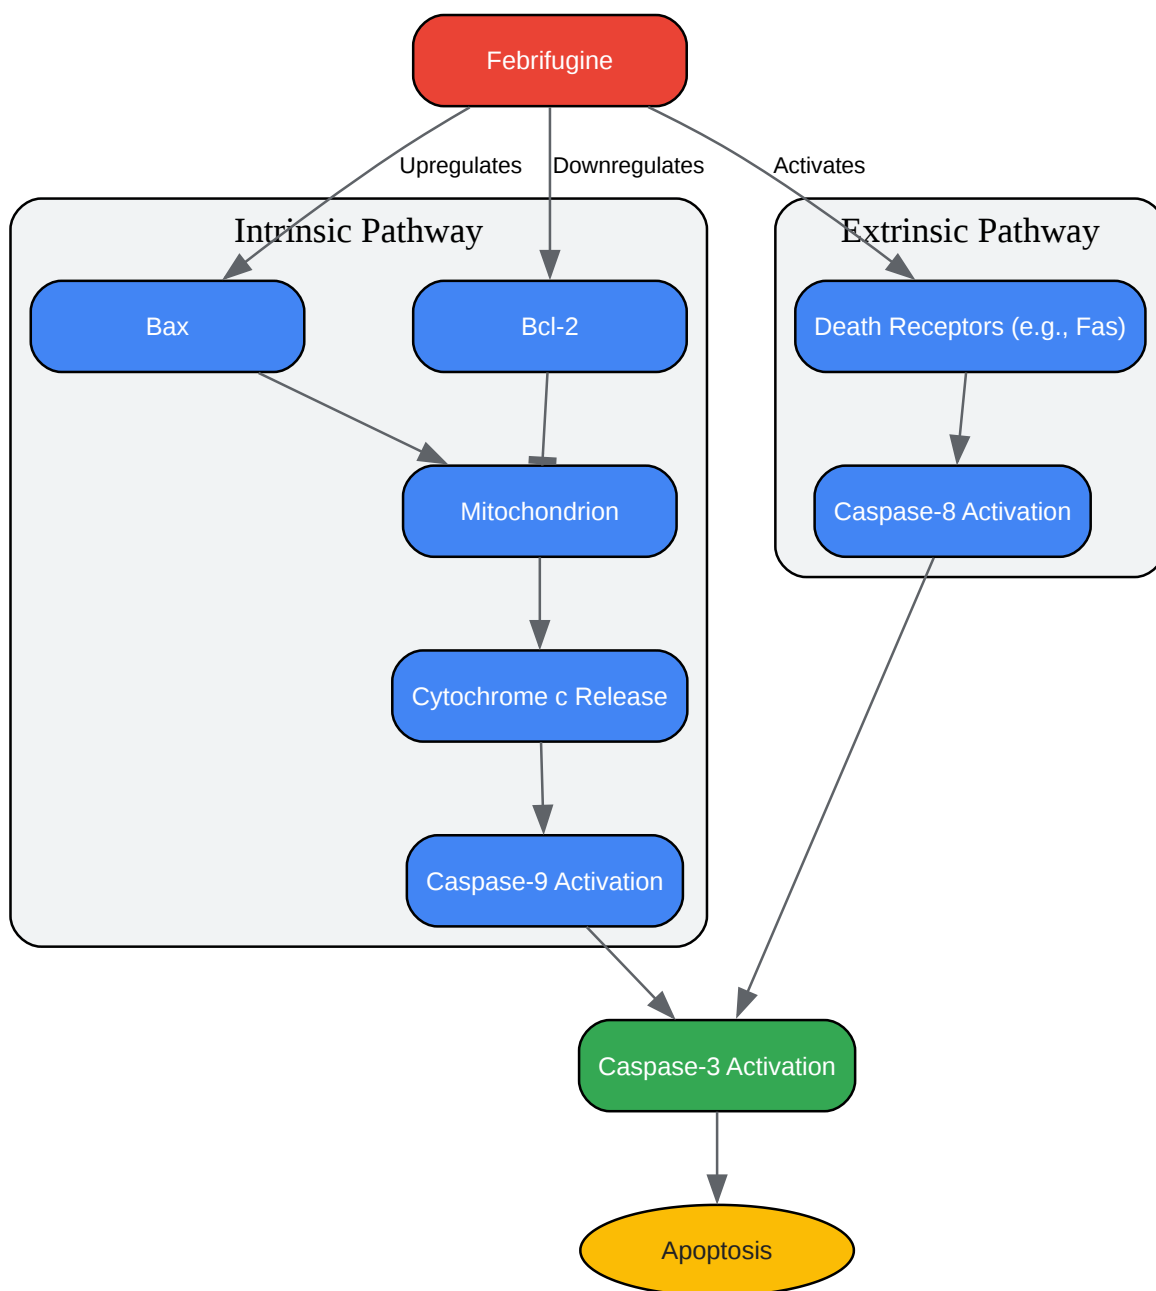 Febrifugine
Upregulates
Downregulates
Activates
Intrinsic Pathway
Extrinsic Pathway
Bax
Bcl-2
Death Receptors (e.g., Fas)
Mitochondrion
Caspase-8 Activation
Cytochrome c Release
Caspase-9 Activation
Caspase-3 Activation
Apoptosis